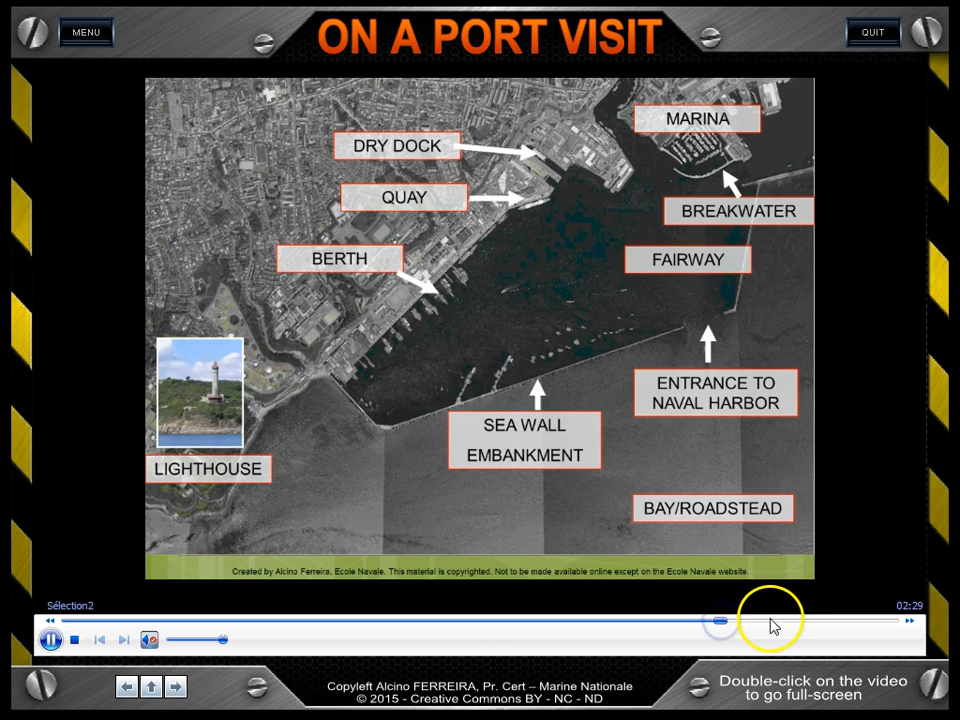 MENU
ON A PORT VISIT
QUIT
MARINA
DRY DOCK
QUAY
BREAKWATER
BERTH
FAIRWAY
ENTRANCE TO
NAVAL HARBOR
SEA WALL
EMBANKMENT
LIGHTHOUSE
BAY/ROADSTEAD
Created by Alcino Ferreira, Ecole Navale. This material is copyrighted. Not to be made available online except on the Ecole Navale website.
Sélection2
02:29
Copyleft Alcino FERREIRA, Pr. Cert – Marine Nationale
© 2015 - Creative Commons BY - NC - ND
Double-click on the video
to go full-screen